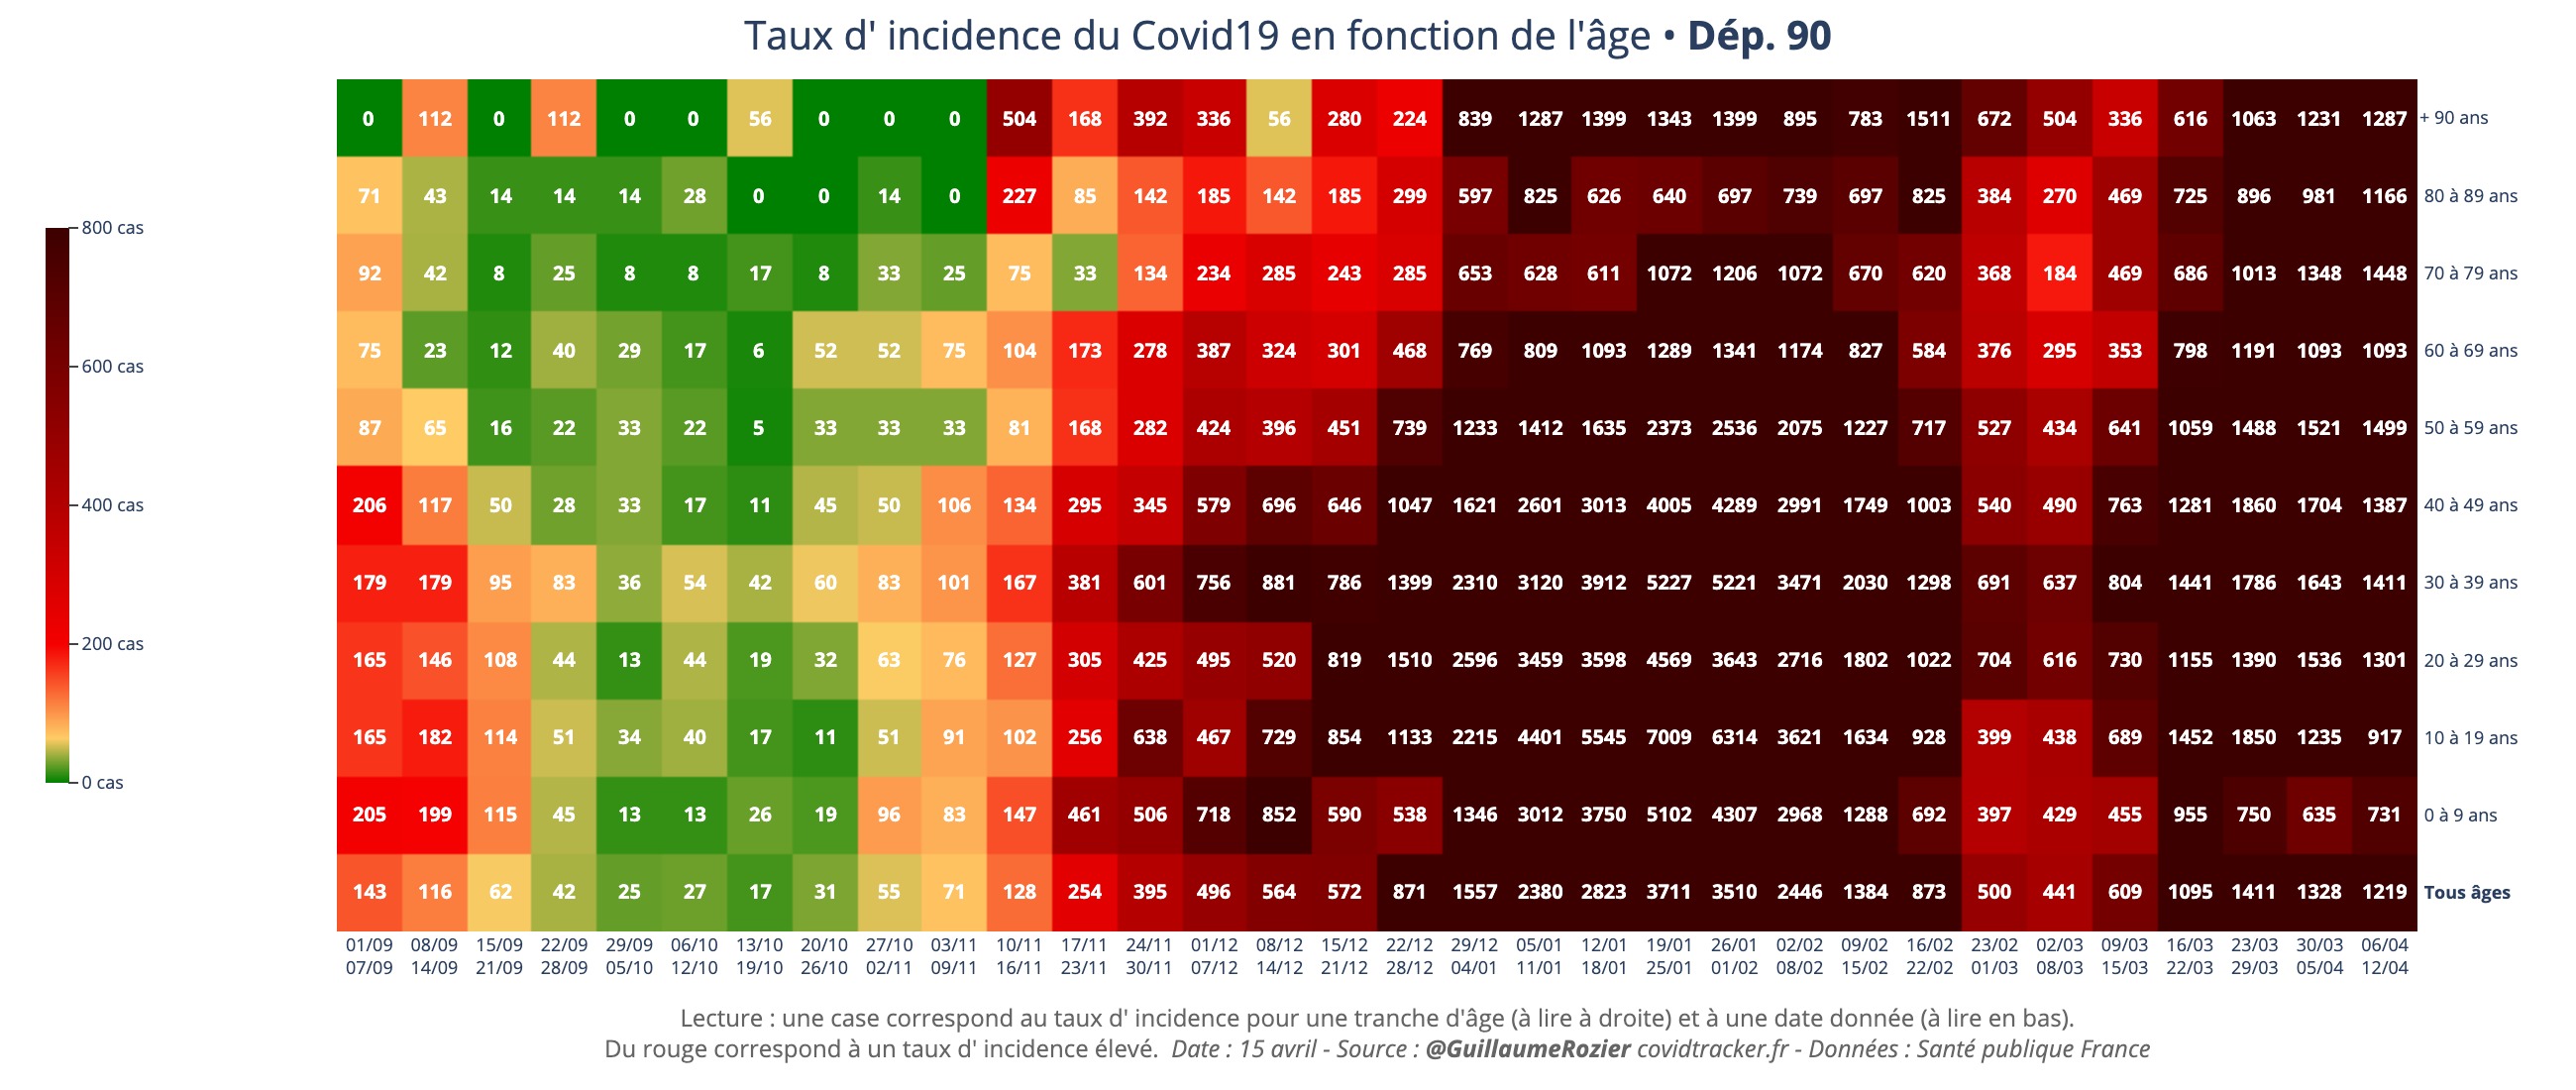 Taux d' incidence du Covid19 en fonction de l'âge • Dép. 90
0 112 0 112 0 0 56 0 0 0 504 168 392 336 56 280 224 839 1287 1399 1343 1399 895 783 1511 672 504 336 616 1063 1231 1287 + 90 ans
71 43 14 14 14 28 0 0 14 0 227 85 142 185 142 185 299 597 825 626 640 697 739 697 825 384 270 469 725 896 981 1166 80 à 89 ans
800 cas
92 42 8 25 8 8 17 8 33 25 75 33 134 234 285 243 285 653 628 611 1072 1206 1072 670 620 368 184 469 686 1013 1348 1448 70 à 79 ans
75 23 12 40 29 17 6 52 52 75 104 173 278 387 324 301 468 769 809 1093 1289 1341 1174 827 584 376 295 353 798 1191 1093 1093 60 à 69 ans
600 cas
87 65 16 22 33 22 5 33 33 33 81 168 282 424 396 451 739 1233 1412 1635 2373 2536 2075 1227 717 527 434 641 1059 1488 1521 1499 50 à 59 ans
400 cas
206 117 50 28 33 17 11 45 50 106 134 295 345 579 696 646 1047 1621 2601 3013 4005 4289 2991 1749 1003 540 490 763 1281 1860 1704 1387 40 à 49 ans
179 179 95 83 36 54 42 60 83 101 167 381 601 756 881 786 1399 2310 3120 3912 5227 5221 3471 2030 1298 691 637 804 1441 1786 1643 1411 30 à 39 ans
200 cas
165 146 108 44 13 44 19 32 63 76 127 305 425 495 520 819 1510 2596 3459 3598 4569 3643 2716 1802 1022 704 616 730 1155 1390 1536 1301 20 à 29 ans
165 182 114 51 34 40 17 11 51 91 102 256 638 467 729 854 1133 2215 4401 5545 7009 6314 3621 1634 928 399 438 689 1452 1850 1235 917 10 à 19 ans
0 cas
205 199 115 45 13 13 26 19 96 83 147 461 506 718 852 590 538 1346 3012 3750 5102 4307 2968 1288 692 397 429 455 955 750 635 731 0 à 9 ans
143 116 62 42 25 27 17 31 55 71 128 254 395 496 564 572 871 1557 2380 2823 3711 3510 2446 1384 873 500 441 609 1095 1411 1328 1219 Tous âges
01/09 08/09 15/09 22/09 29/09 06/10 13/10 20/10 27/10 03/11 10/11 17/11 24/11 01/12 08/12 15/12 22/12 29/12 05/01 12/01 19/01 26/01 02/02 09/02 16/02 23/02 02/03 09/03 16/03 23/03 30/03 06/04
07/09 14/09 21/09 28/09 05/10 12/10 19/10 26/10 02/11 09/11 16/11 23/11 30/11 07/12 14/12 21/12 28/12 04/01 11/01 18/01 25/01 01/02 08/02 15/02 22/02 01/03 08/03 15/03 22/03 29/03 05/04 12/04
Lecture : une case correspond au taux d' incidence pour une tranche d'âge (à lire à droite) et à une date donnée (à lire en bas).
Du rouge correspond à un taux d' incidence élevé. Date : 15 avril - Source : @GuillaumeRozier covidtracker.fr - Données : Santé publique France